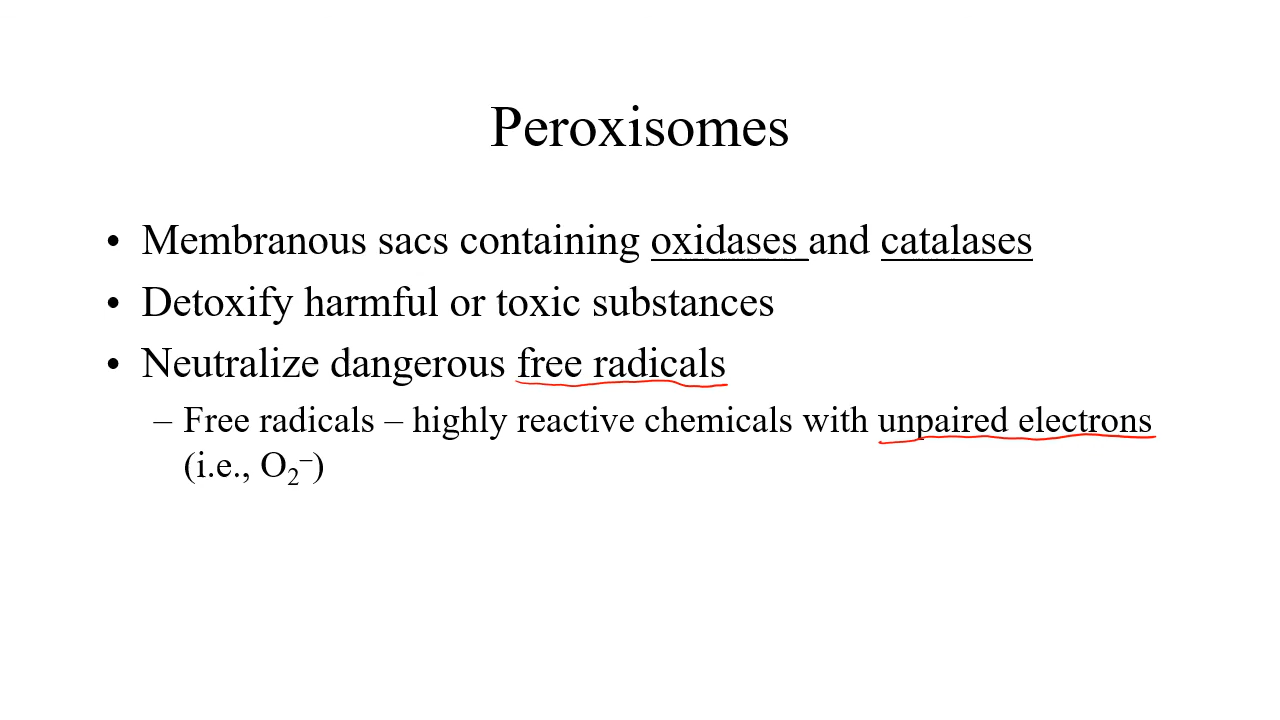 Peroxisomes
• Membranous sacs containing oxidases and catalases
• Detoxify harmful or toxic substances
• Neutralize dangerous free radicals
– Free radicals – highly reactive chemicals with unpaired electrons
(i.e., O₂⁻)